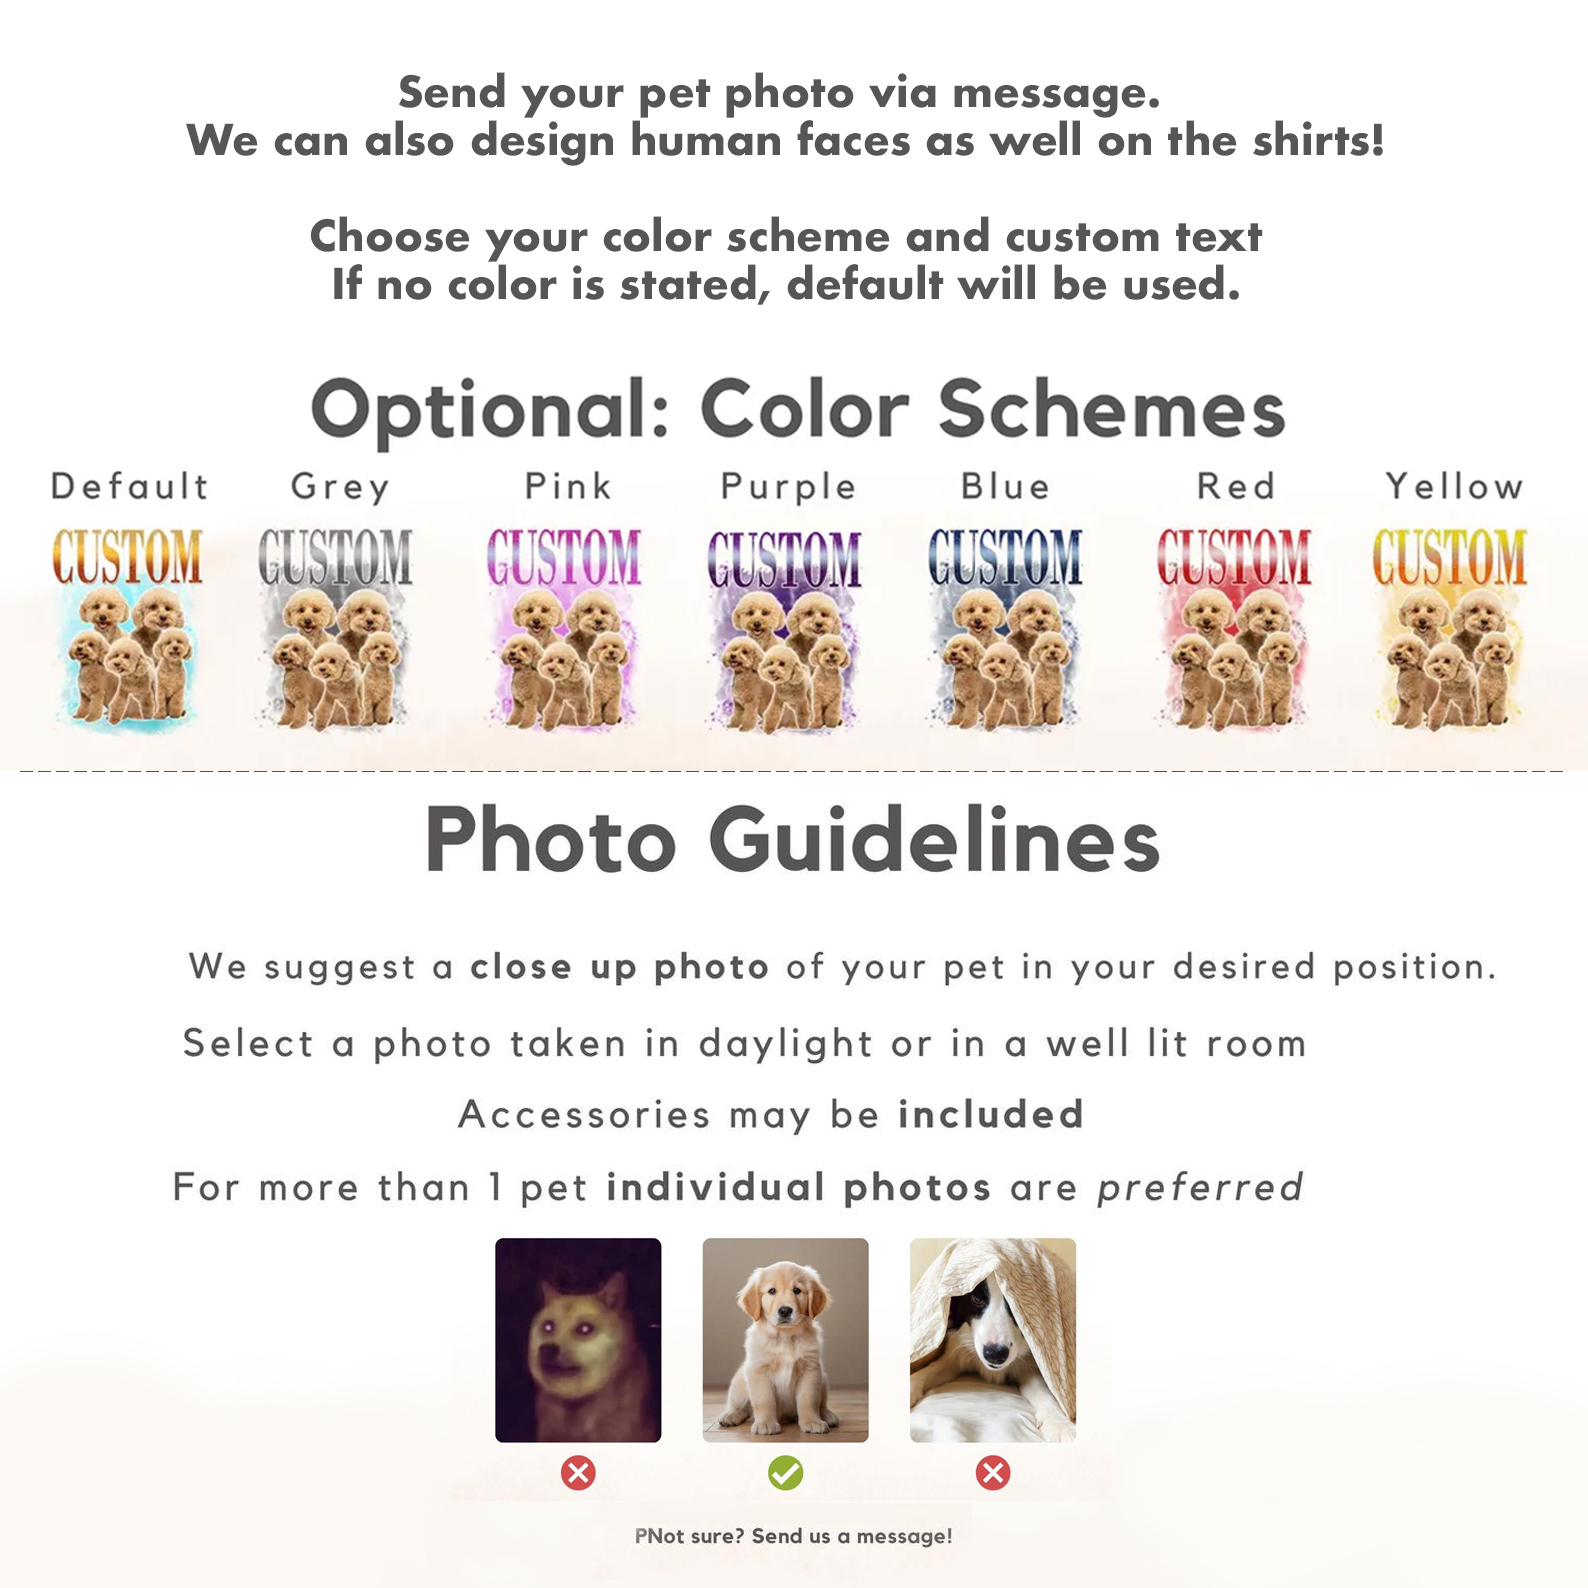 Send your pet photo via message.
We can also design human faces as well on the shirts!
Choose your color scheme and custom text
If no color is stated, default will be used.
Optional: Color Schemes
Default Grey Pink Purple Blue Red Yellow
CUSTOM CUSTOM CUSTOM CUSTOM CUSTOM CUSTOM CUSTOM
Photo Guidelines
We suggest a close up photo of your pet in your desired position.
Select a photo taken in daylight or in a well lit room
Accessories may be included
For more than 1 pet individual photos are preferred
PNot sure? Send us a message!